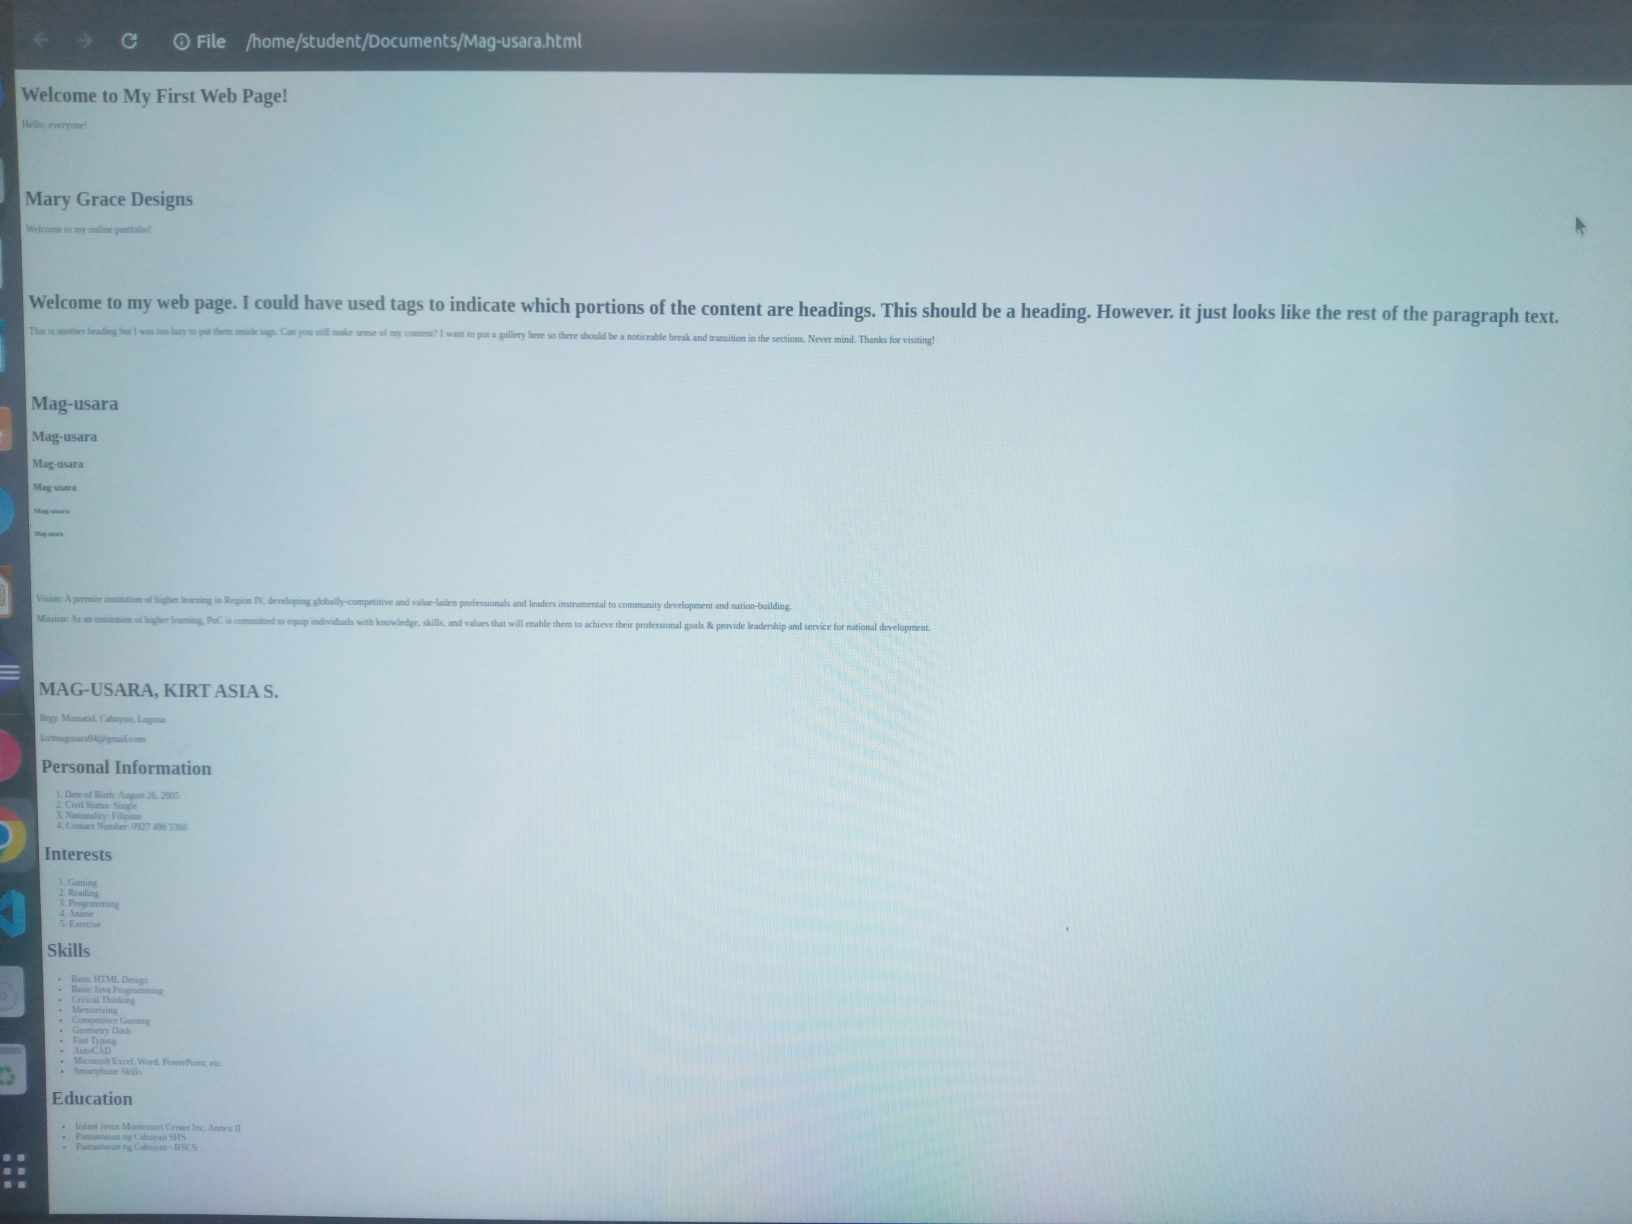 File /home/student/Documents/Mag-usara.html
Welcome to My First Web Page!
Hello, everyone!
Mary Grace Designs
Welcome to my online portfolio!
Welcome to my web page. I could have used tags to indicate which portions of the content are headings. This should be a heading. However. it just looks like the rest of the paragraph text.
This is another heading but I was too lazy to put them inside tags. Can you still make sense of my content? I want to put a gallery here so there should be a noticeable break and transition in the sections. Never mind. Thanks for visiting!
Mag-usara
Mag-usara
Mag-usara
Mag-usara
Mag-usara
Mag-usara
Vision: A premier institution of higher learning in Region IV, developing globally-competitive and value-laden professionals and leaders instrumental to community development and nation-building.
Mission: As an institution of higher learning, PnC is committed to equip individuals with knowledge, skills, and values that will enable them to achieve their professional goals & provide leadership and service for national development.
MAG-USARA, KIRT ASIA S.
Brgy. Mamatid, Cabuyao, Laguna
Personal Information
1. Date of Birth: August 26, 2005
2. Civil Status: Single
3. Nationality: Filipino
4. Contact Number: 0927
Interests
1. Gaming
2. Reading
3. Programming
4. Anime
5. Exercise
Skills
• Basic HTML Design
• Basic Java Programming
• Critical Thinking
• Memorizing
• Competitive Gaming
• Geometry Dash
• Fast Typing
• AutoCAD
• Microsoft Excel, Word, PowerPoint, etc.
• Smartphone Skills
Education
• Infant Jesus Montessori Center Inc. Annex II
• Pamantasan ng Cabuyao SHS
• Pamantasan ng Cabuyao - BSCS